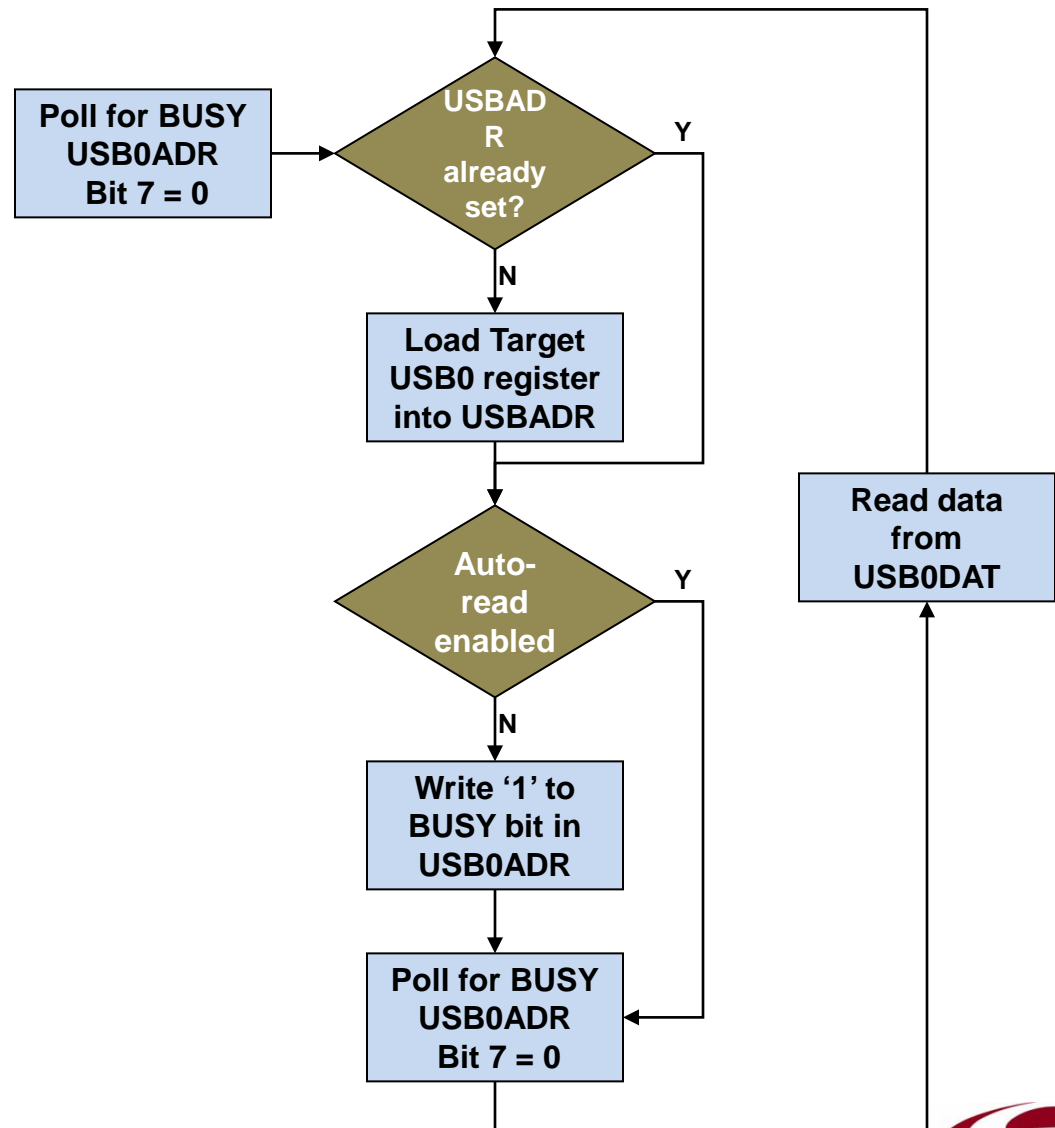 Poll for BUSY
USB0ADR
Bit 7 = 0
USBAD
R
already
set?
Y
N
Load Target
USB0 register
into USBADR
Auto-
read
enabled
Y
N
Write ‘1’ to
BUSY bit in
USB0ADR
Poll for BUSY
USB0ADR
Bit 7 = 0
Read data
from
USB0DAT